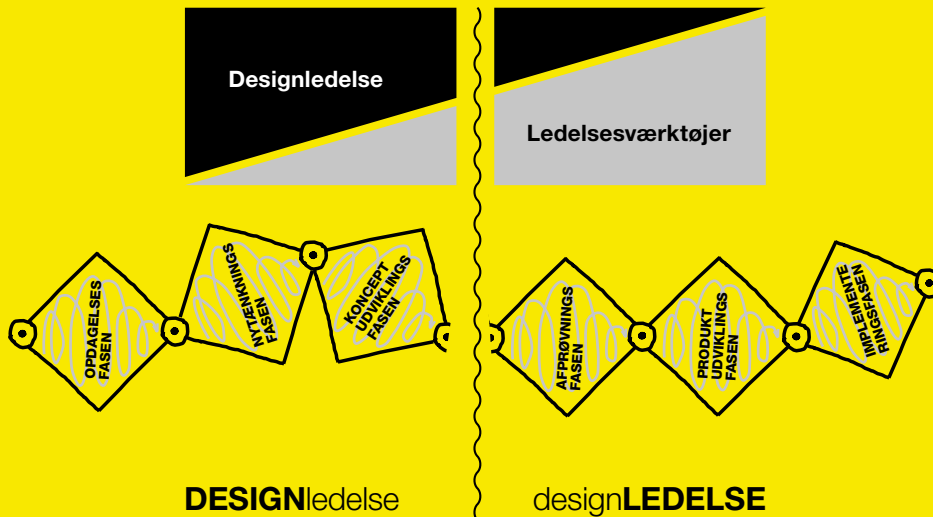 Designledelse
Ledelsesværktøjer
OPDAGELSES
FASEN
NYTÆNKNINGS
FASEN
KONCEPT
UDVIKLINGS
FASEN
AFPRØVNINGS
FASEN
PRODUKT
UDVIKLINGS
FASEN
IMPLEMENTE
RINGSFASEN
DESIGNledelse
designLEDELSE